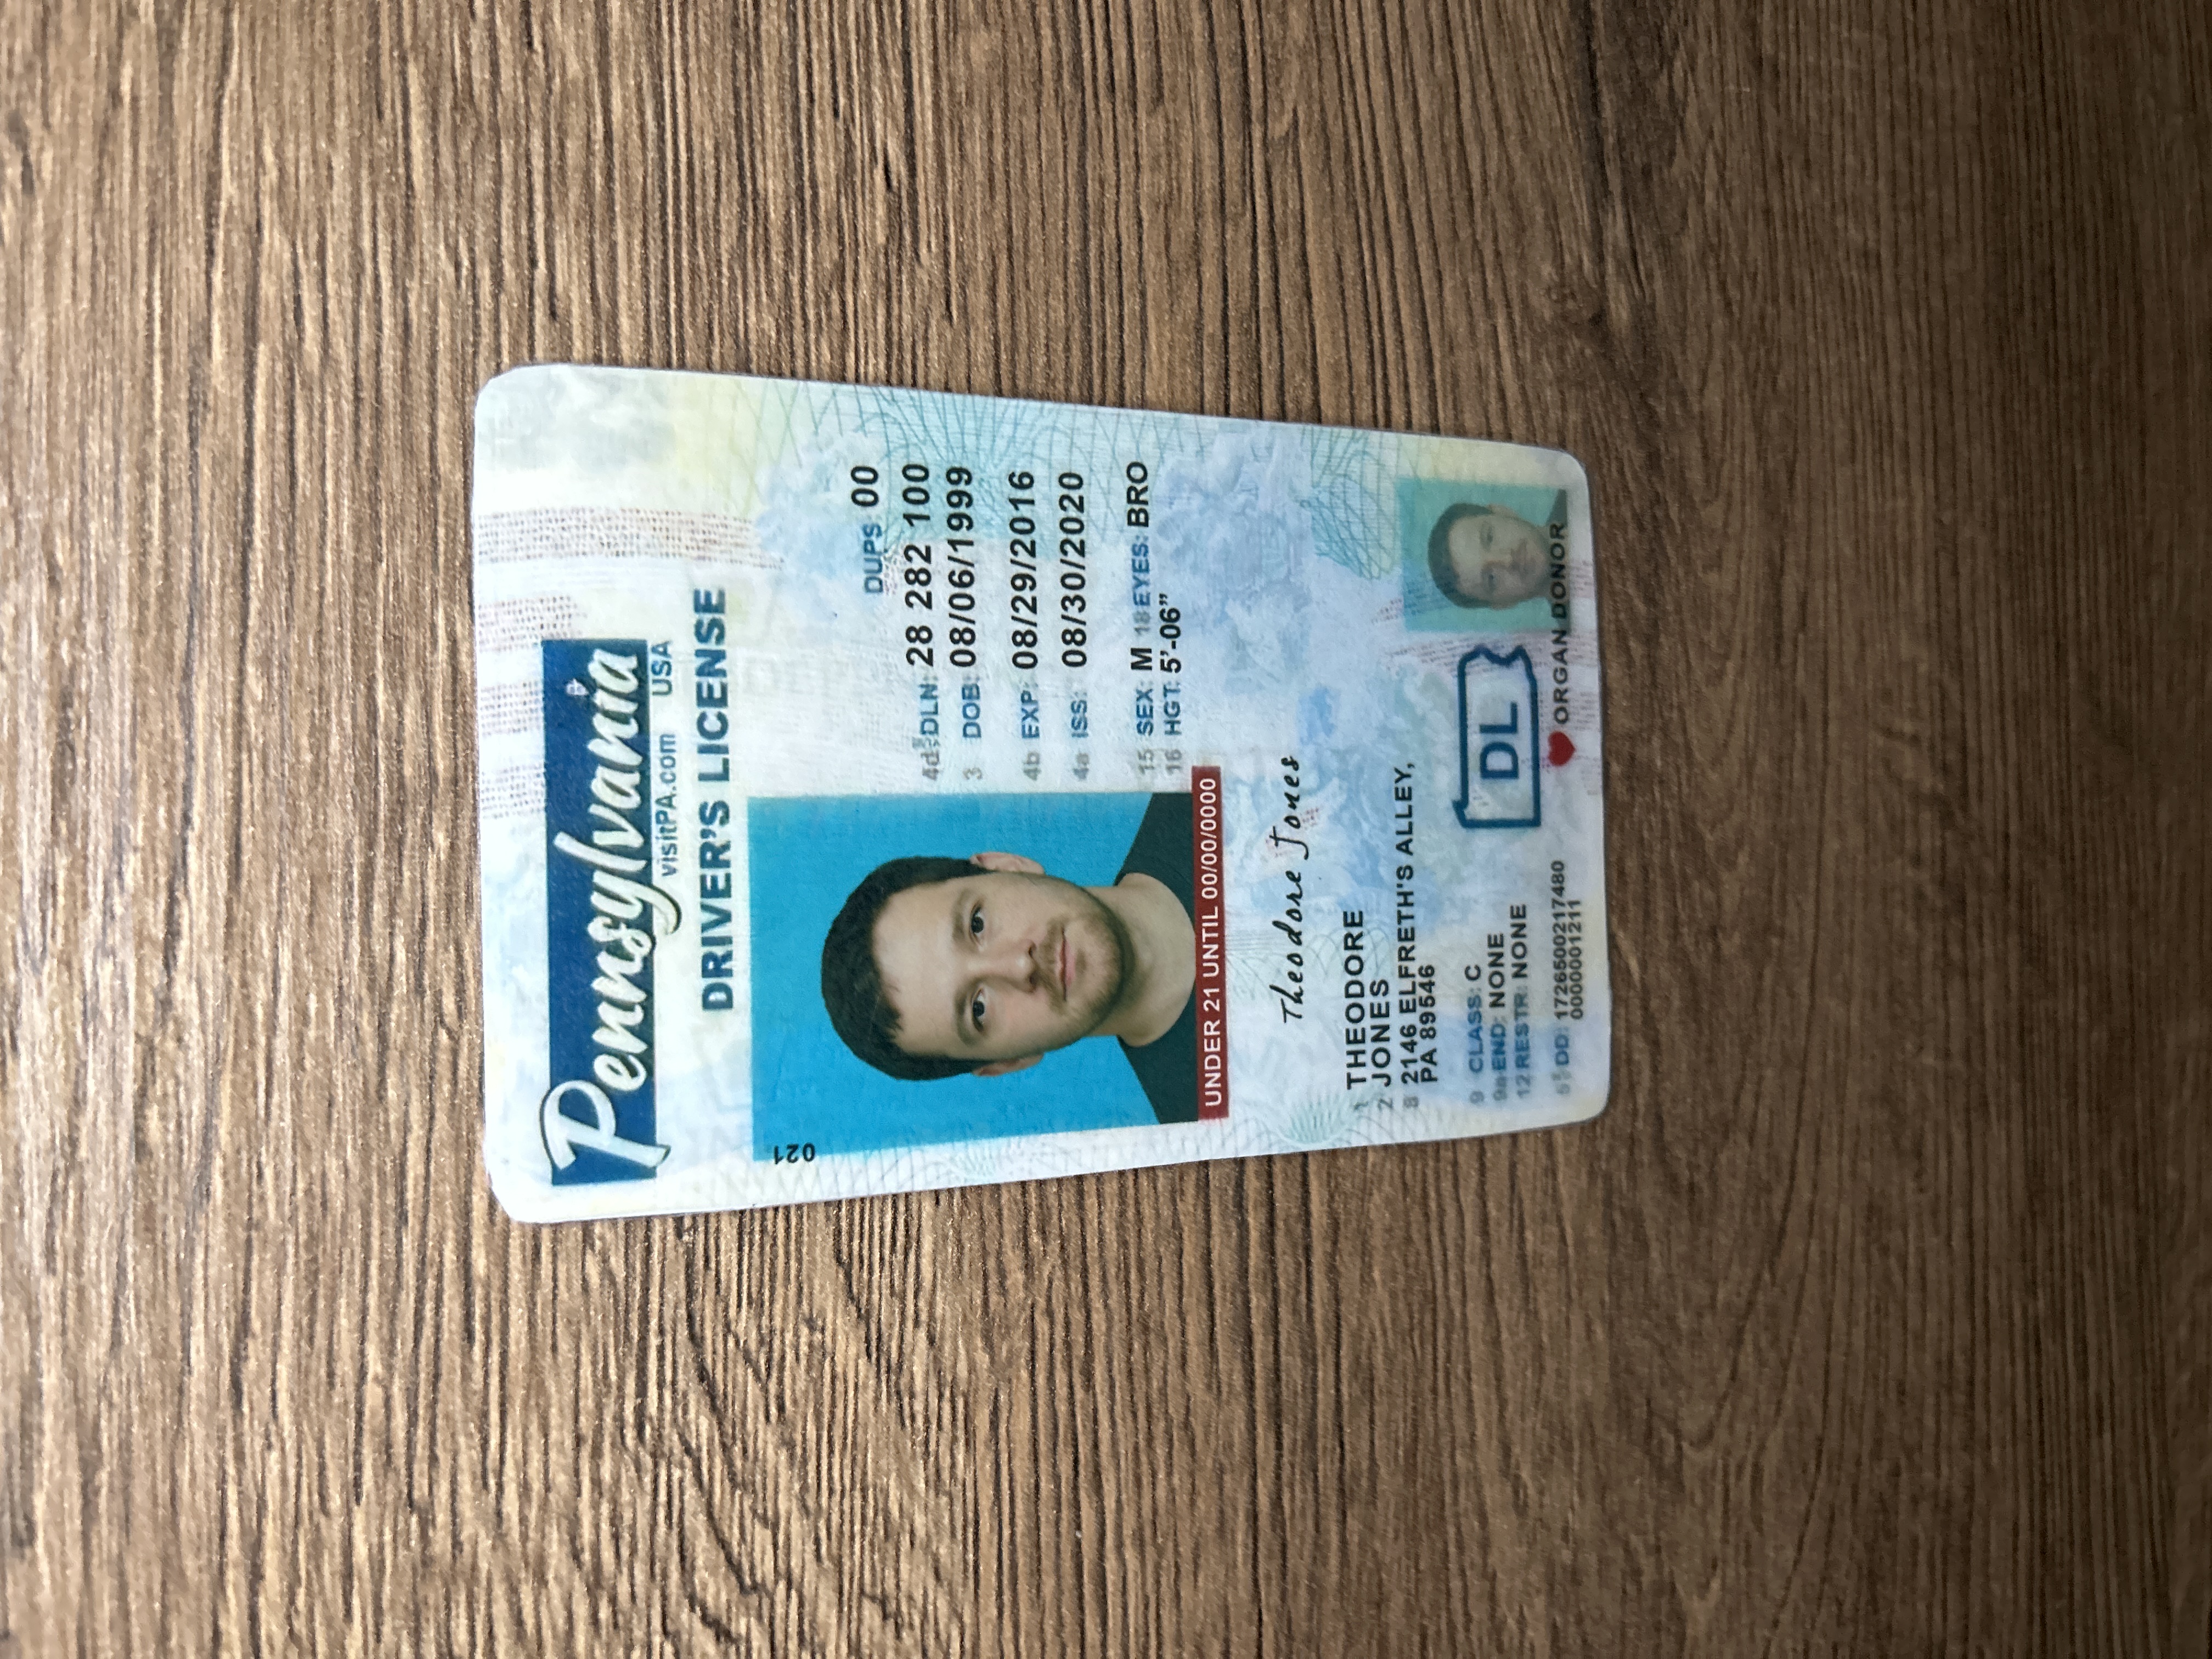 Pennsylvania
visitPA.com USA
DRIVER'S LICENSE
021
DUPS 00
4d DLN: 28 282 100
3 DOB: 08/06/1999
4b EXP: 08/29/2016
4a ISS: 08/30/2020
15 SEX: M 18 EYES: BRO
16 HGT: 5'-06”
UNDER 21 UNTIL 00/00/0000
Theodore Jones
1 THEODORE
2 JONES
8 2146 ELFRETH'S ALLEY,
PA 89546
9 CLASS: C
9a END: NONE
12 RESTR: NONE
DL
5 DD: 1726500217480
0000001211
ORGAN DONOR